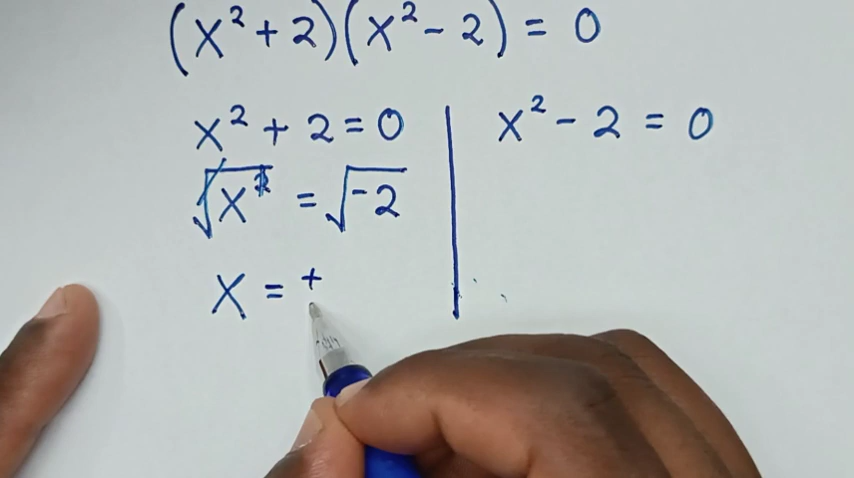 (x²+2)(x²-2) = 0
x²+2=0
√x² = √-2
x = +
x²-2 = 0